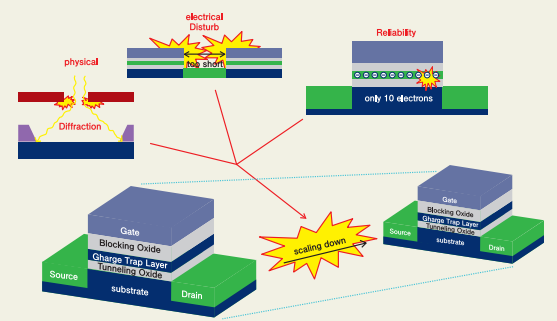 electrical
Disturb
too short
physical
Diffraction
Reliability
only 10 electrons
scaling down
Gate
Blocking Oxide
Gharge Trap Layer
Tunneling Oxide
Source
substrate
Drain
Gate
Blocking Oxide
Gharge Trap Layer
Tunneling Oxide
Source
substrate
Drain